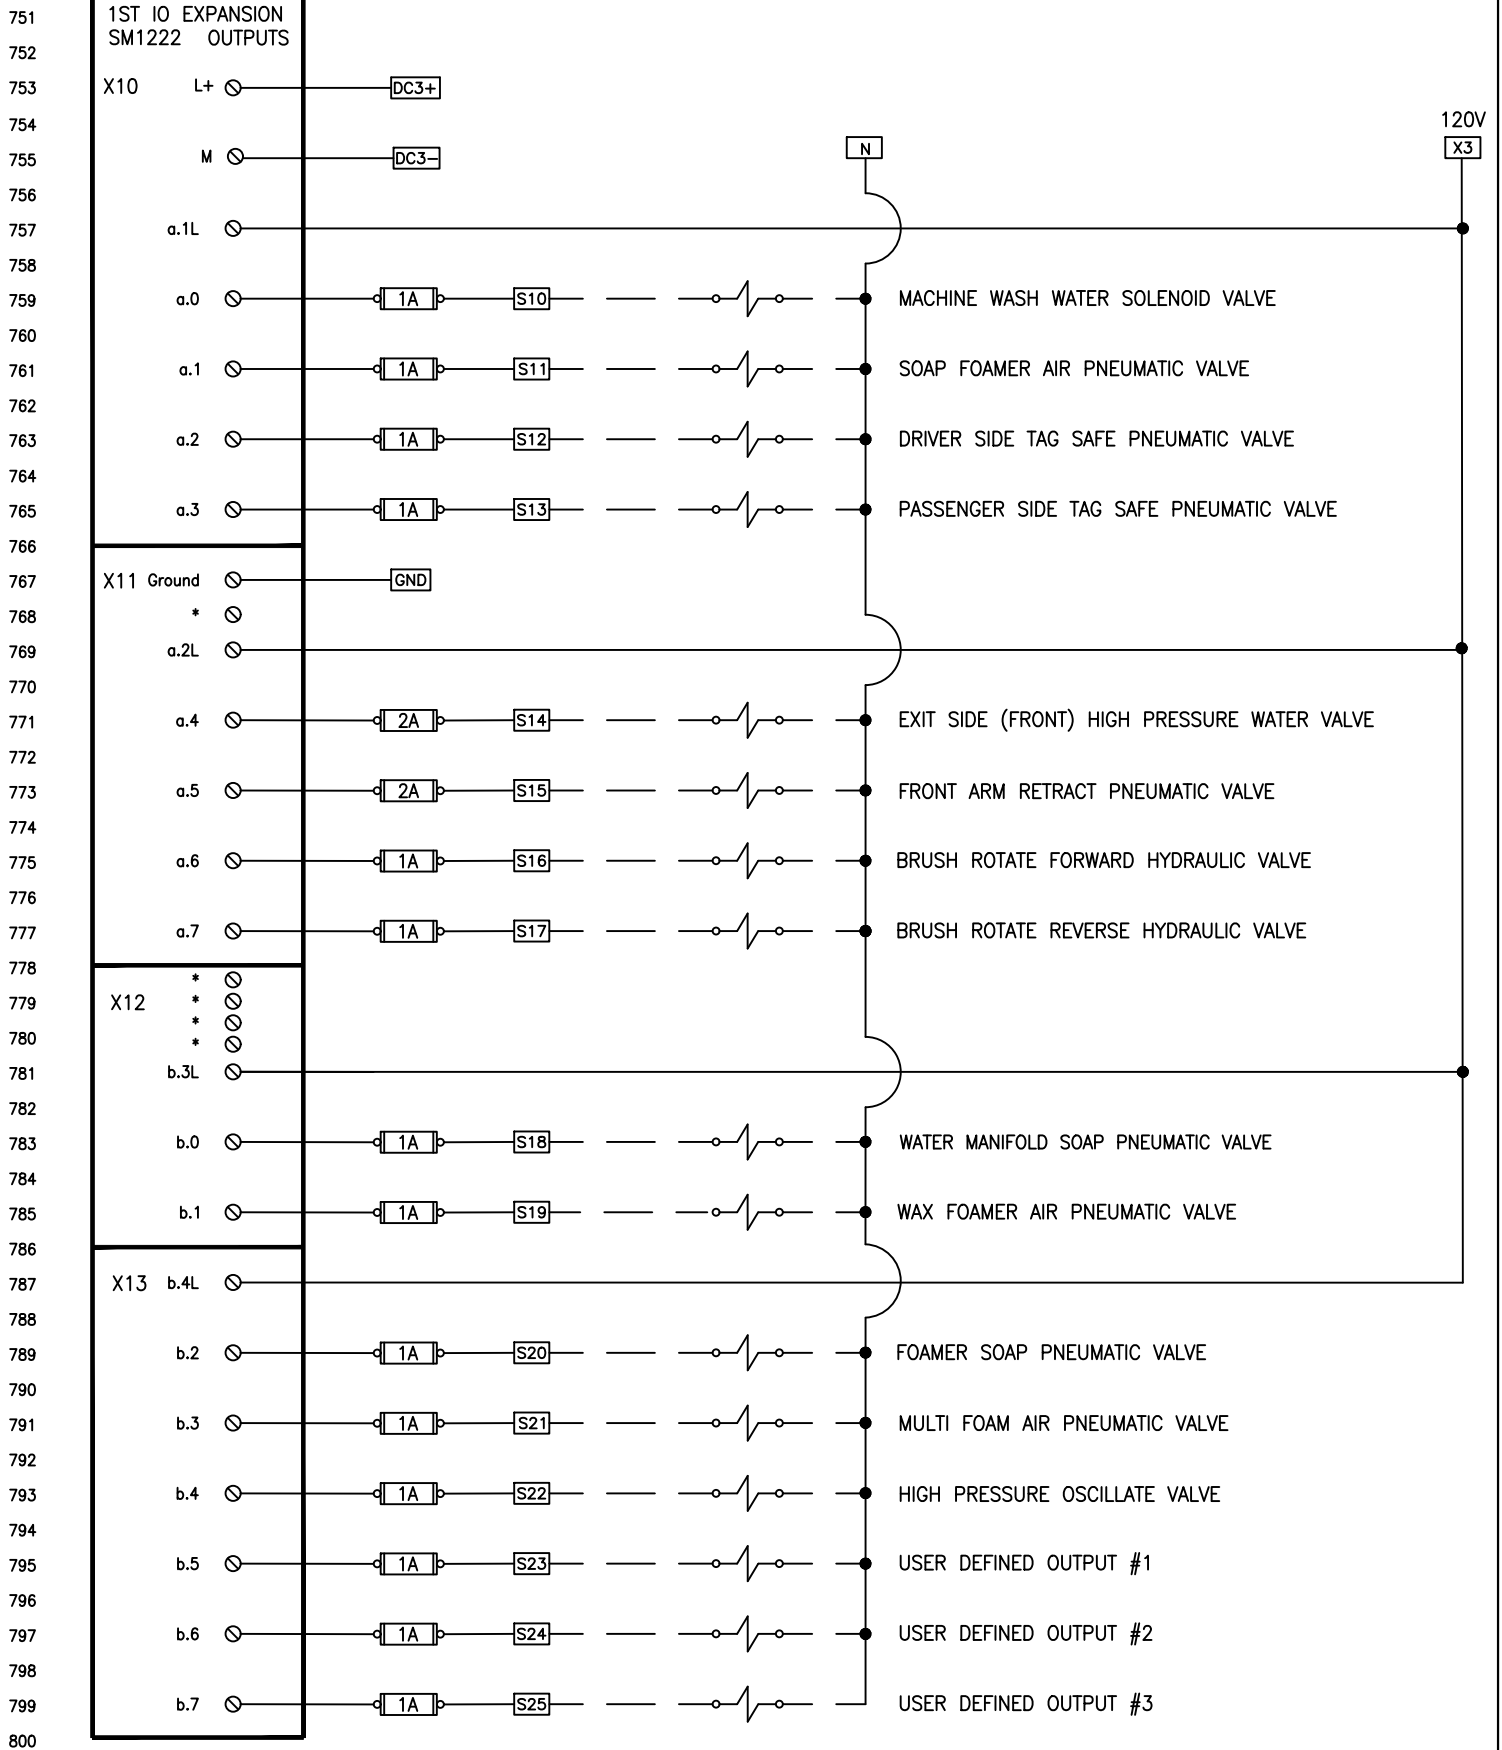 751 1ST IO EXPANSION
SM1222 OUTPUTS
752
753 X10 L+ DC3+
754 120V
755 M DC3- N X3
756
757 a.1L
758
759 a.0 1A S10 MACHINE WASH WATER SOLENOID VALVE
760
761 a.1 1A S11 SOAP FOAMER AIR PNEUMATIC VALVE
762
763 a.2 1A S12 DRIVER SIDE TAG SAFE PNEUMATIC VALVE
764
765 a.3 1A S13 PASSENGER SIDE TAG SAFE PNEUMATIC VALVE
766
767 X11 Ground GND
768 *
769 a.2L
770
771 a.4 2A S14 EXIT SIDE (FRONT) HIGH PRESSURE WATER VALVE
772
773 a.5 2A S15 FRONT ARM RETRACT PNEUMATIC VALVE
774
775 a.6 1A S16 BRUSH ROTATE FORWARD HYDRAULIC VALVE
776
777 a.7 1A S17 BRUSH ROTATE REVERSE HYDRAULIC VALVE
778 *
779 X12 *
*
780 *
781 b.3L
782
783 b.0 1A S18 WATER MANIFOLD SOAP PNEUMATIC VALVE
784
785 b.1 1A S19 WAX FOAMER AIR PNEUMATIC VALVE
786
787 X13 b.4L
788
789 b.2 1A S20 FOAMER SOAP PNEUMATIC VALVE
790
791 b.3 1A S21 MULTI FOAM AIR PNEUMATIC VALVE
792
793 b.4 1A S22 HIGH PRESSURE OSCILLATE VALVE
794
795 b.5 1A S23 USER DEFINED OUTPUT #1
796
797 b.6 1A S24 USER DEFINED OUTPUT #2
798
799 b.7 1A S25 USER DEFINED OUTPUT #3
800